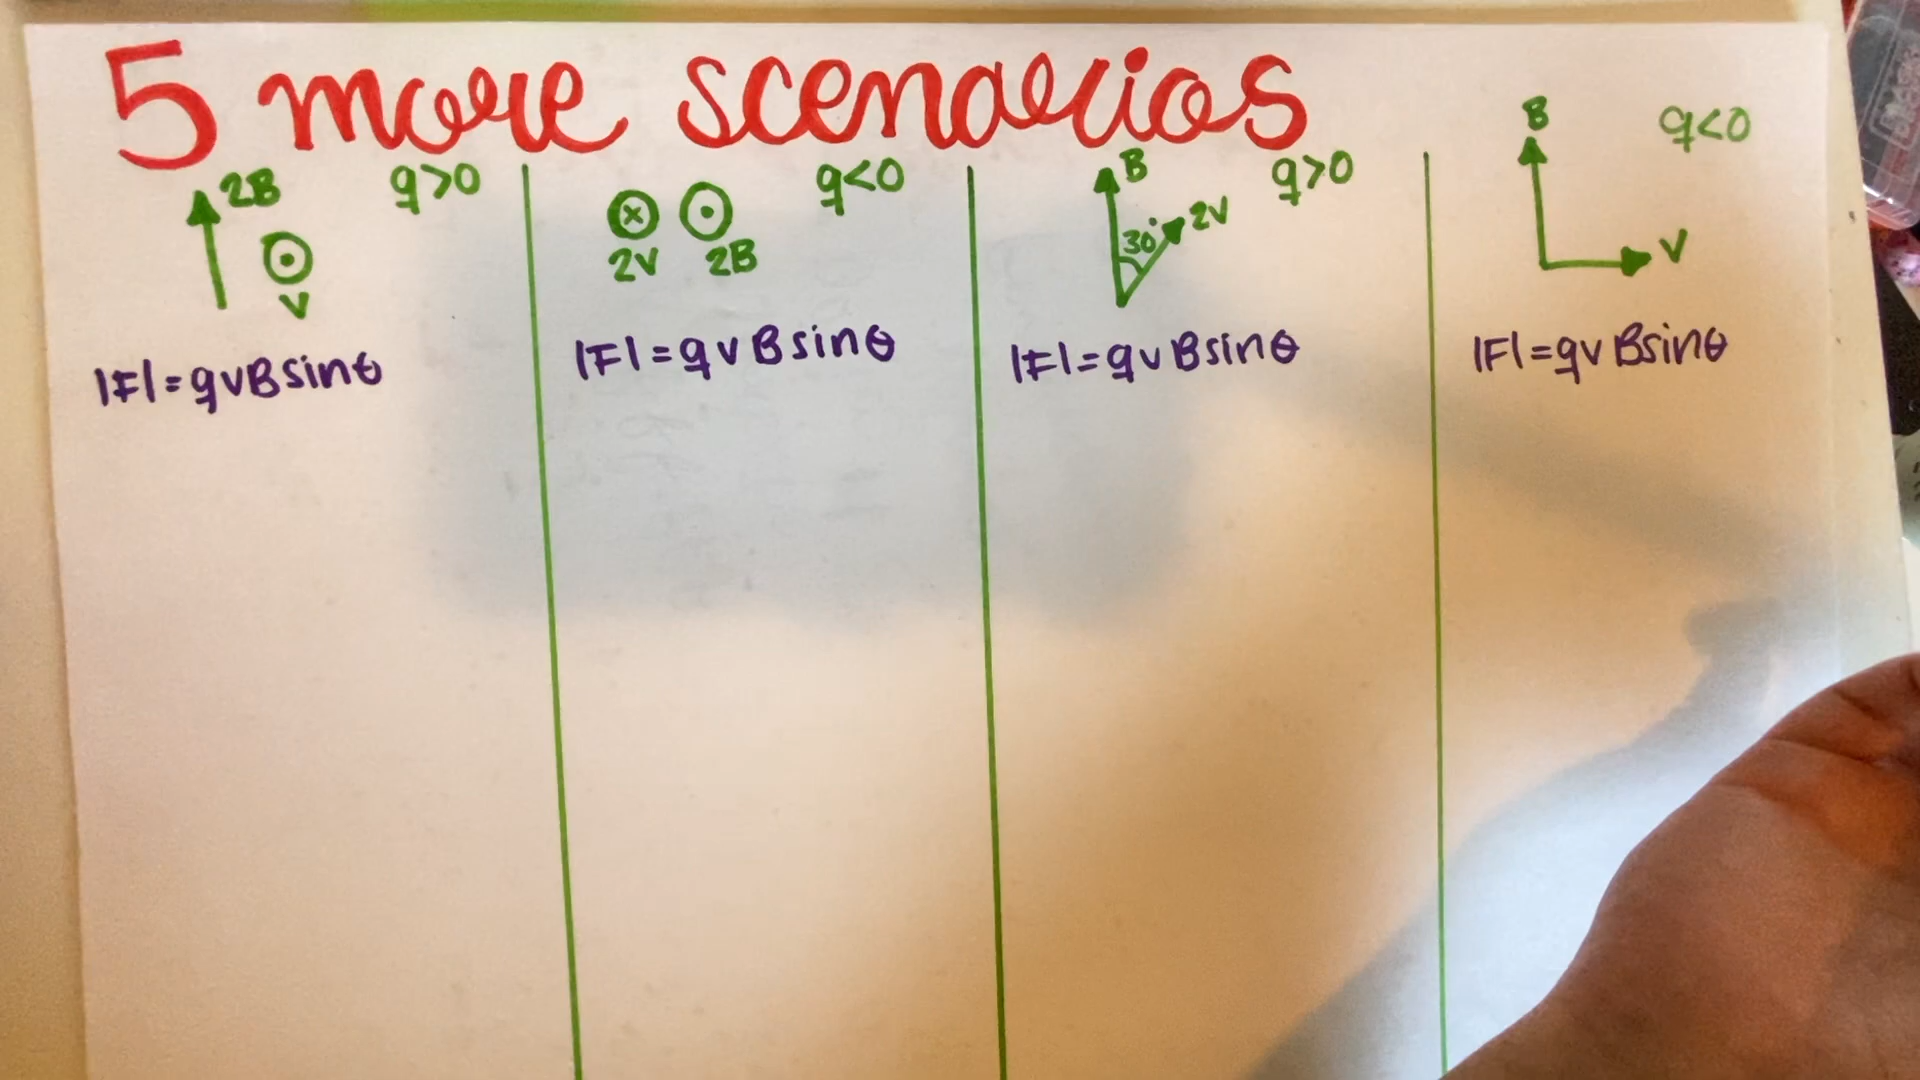 5 more scenarios
2B q>0
V
|F|=qvBsinθ
q<0
2V 2B
|F|=qvBsinθ
B q>0
30° 2V
|F|=qvBsinθ
B q<0
V
|F|=qvBsinθ